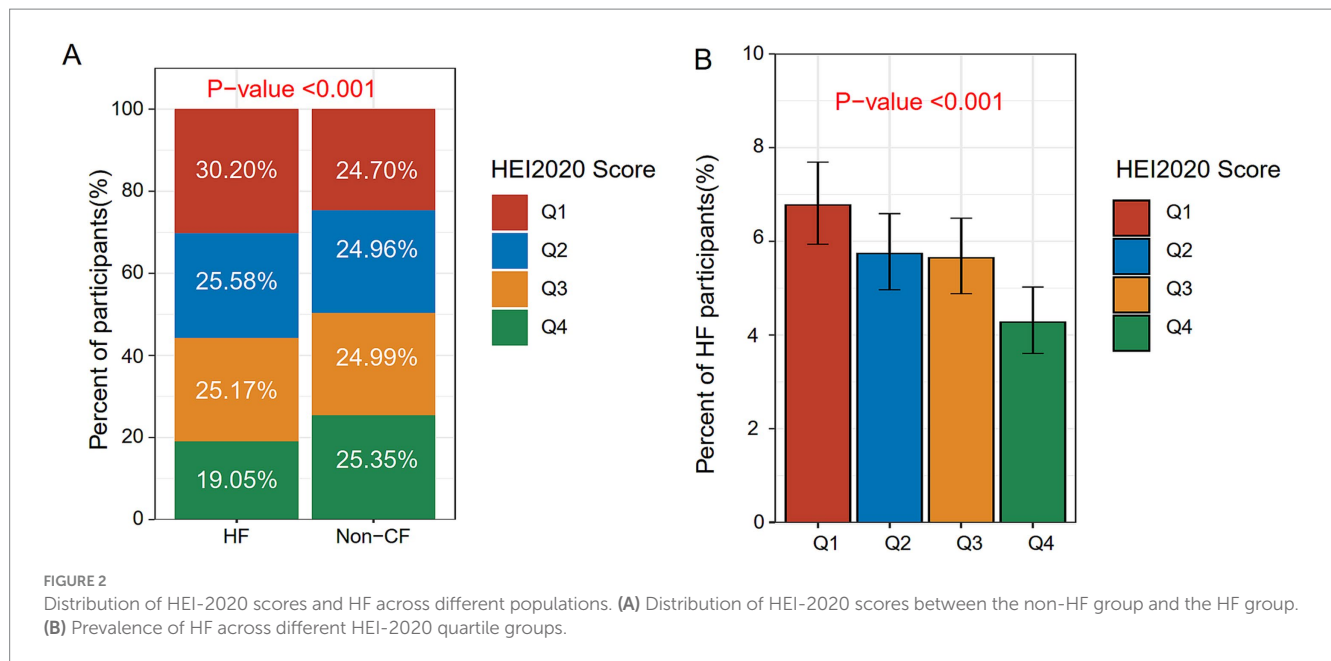 A
P-value <0.001
Percent of participants(%)
100
80
60
40
20
0
30.20%
25.58%
25.17%
19.05%
24.70%
24.96%
24.99%
25.35%
HF
Non-CF
HEI2020 Score
Q1
Q2
Q3
Q4
B
P-value <0.001
Percent of HF participants(%)
10
8
6
4
2
0
Q1
Q2
Q3
Q4
HEI2020 Score
Q1
Q2
Q3
Q4
FIGURE 2
Distribution of HEI-2020 scores and HF across different populations. (A) Distribution of HEI-2020 scores between the non-HF group and the HF group.
(B) Prevalence of HF across different HEI-2020 quartile groups.